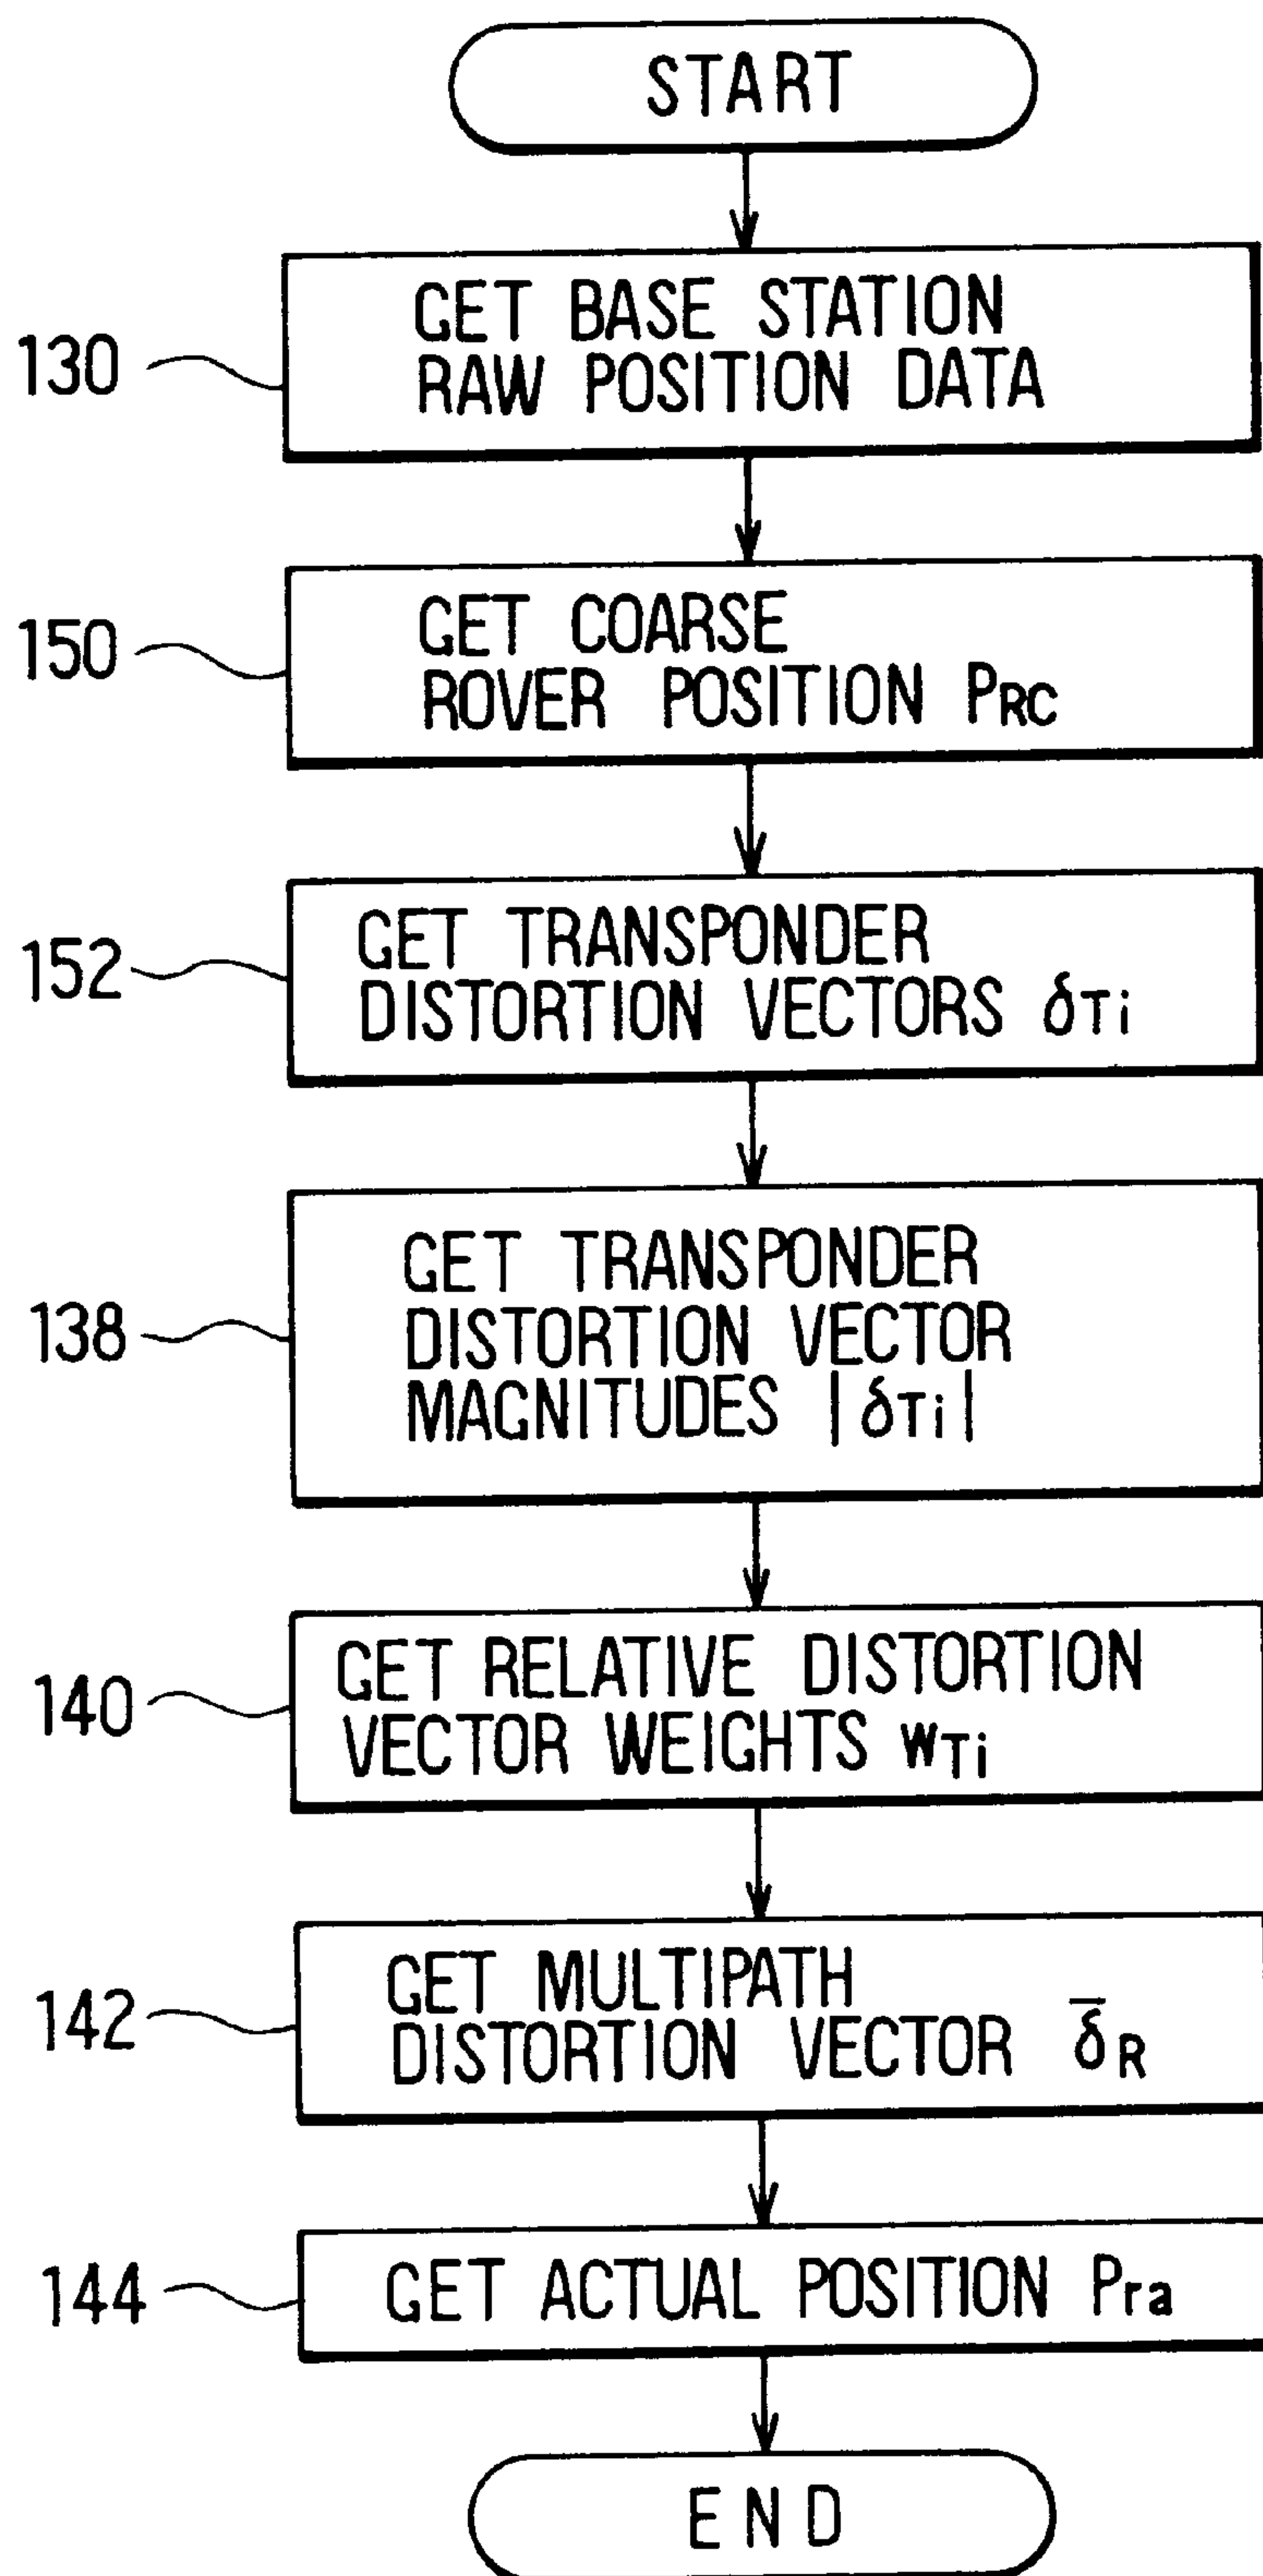 START
130
GET BASE STATION
RAW POSITION DATA
150
GET COARSE
ROVER POSITION PRC
152
GET TRANSPONDER
DISTORTION VECTORS δTi
138
GET TRANSPONDER
DISTORTION VECTOR
MAGNITUDES |δTi|
140
GET RELATIVE DISTORTION
VECTOR WEIGHTS wTi
142
GET MULTIPATH
DISTORTION VECTOR δ̄R
144
GET ACTUAL POSITION Pra
END